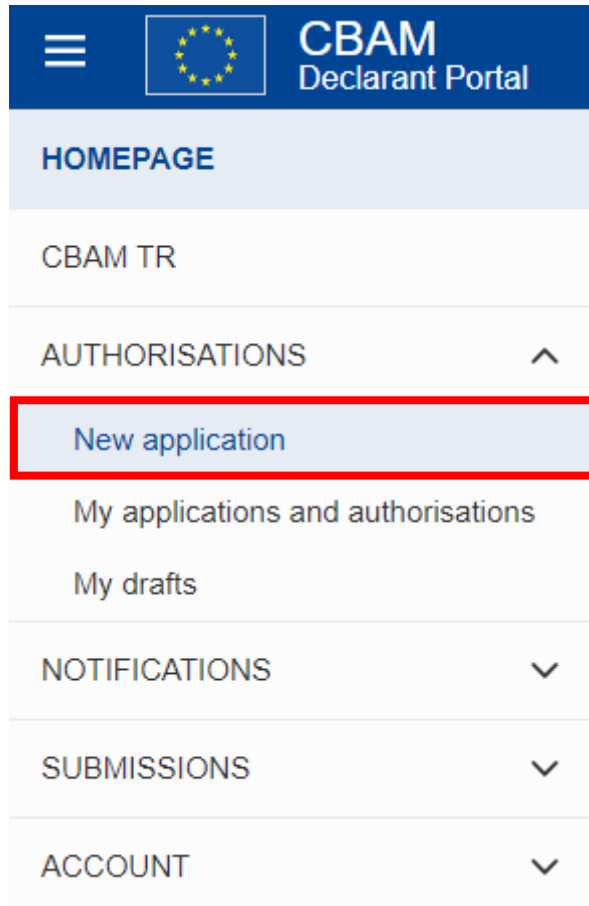 CBAM
Declarant Portal
HOMEPAGE
CBAM TR
AUTHORISATIONS
New application
My applications and authorisations
My drafts
NOTIFICATIONS
SUBMISSIONS
ACCOUNT